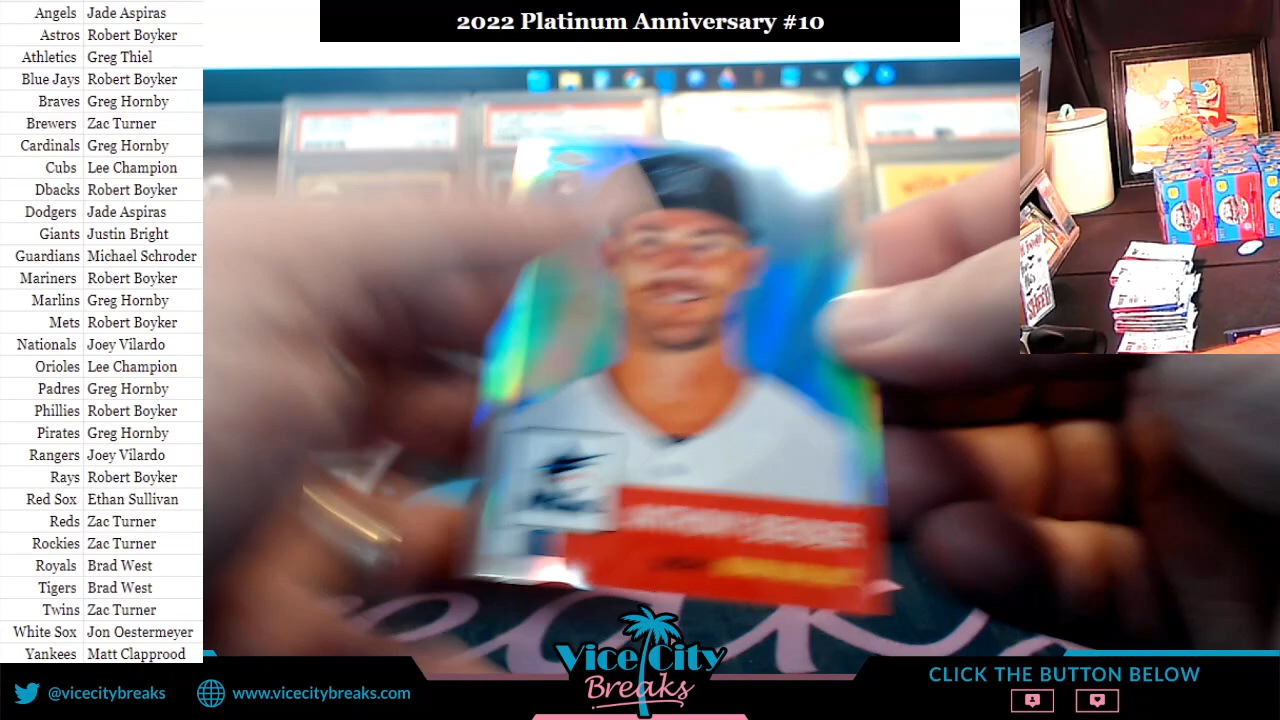 2022 Platinum Anniversary #10
Angels Jade Aspiras
Astros Robert Boyker
Athletics Greg Thiel
Blue Jays Robert Boyker
Braves Greg Hornby
Brewers Zac Turner
Cardinals Greg Hornby
Cubs Lee Champion
Dbacks Robert Boyker
Dodgers Jade Aspiras
Giants Justin Bright
Guardians Michael Schroder
Mariners Robert Boyker
Marlins Greg Hornby
Mets Robert Boyker
Nationals Joey Vilardo
Orioles Lee Champion
Padres Greg Hornby
Phillies Robert Boyker
Pirates Greg Hornby
Rangers Joey Vilardo
Rays Robert Boyker
Red Sox Ethan Sullivan
Reds Zac Turner
Rockies Zac Turner
Royals Brad West
Tigers Brad West
Twins Zac Turner
White Sox Jon Oestermeyer
Yankees Matt Clapprood
@vicecitybreaks
www.vicecitybreaks.com
Vice City
Breaks
CLICK THE BUTTON BELOW